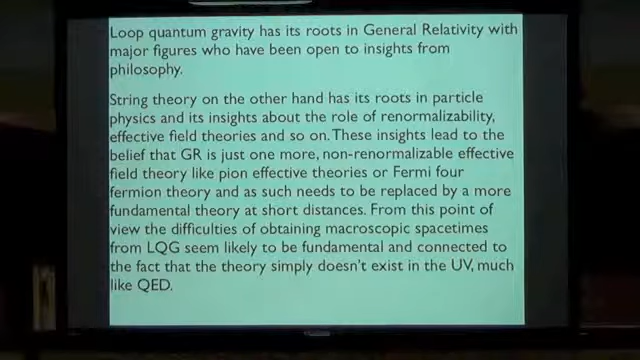 Loop quantum gravity has its roots in General Relativity with
major figures who have been open to insights from
philosophy.
String theory on the other hand has its roots in particle
physics and its insights about the role of renormalizability,
effective field theories and so on. These insights lead to the
belief that GR is just one more, non-renormalizable effective
field theory like pion effective theories or Fermi four
fermion theory and as such needs to be replaced by a more
fundamental theory at short distances. From this point of
view the difficulties of obtaining macroscopic spacetimes
from LQG seem likely to be fundamental and connected to
the fact that the theory simply doesn't exist in the UV, much
like QED.